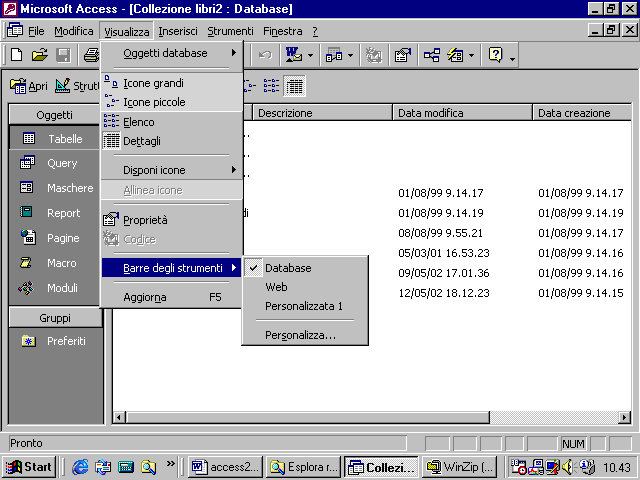 Microsoft Access - [Collezione libri2 : Database]
File Modifica Visualizza Inserisci Strumenti Finestra ?
Apri
Oggetti database
Icone grandi
Icone piccole
Elenco
Dettagli
Disponi icone
Allinea icone
Proprietà
Codice
Barre degli strumenti
Aggiorna F5
Database
Web
Personalizzata 1
Personalizza...
Oggetti
Tabelle
Query
Maschere
Report
Pagine
Macro
Moduli
Gruppi
Preferiti
Descrizione Data modifica Data creazione
01/08/99 9.14.17 01/08/99 9.14.17
01/08/99 9.14.19 01/08/99 9.14.19
08/08/99 9.55.21 01/08/99 9.14.17
05/03/01 16.53.23 01/08/99 9.14.16
09/05/02 17.01.36 01/08/99 9.14.16
12/05/02 18.12.23 01/08/99 9.14.15
Pronto NUM
Start » access2... Esplora r... Collezi... WinZip (... 10.43